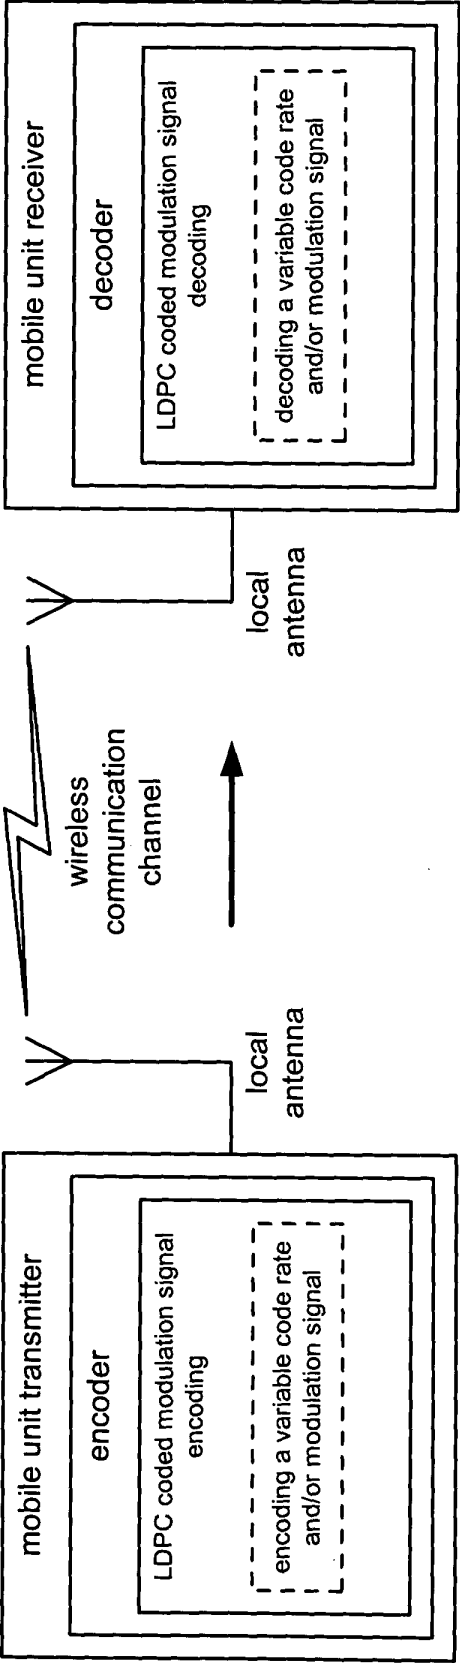 mobile unit transmitter
encoder
LDPC coded modulation signal
encoding
encoding a variable code rate
and/or modulation signal
local
antenna
wireless
communication
channel
local
antenna
mobile unit receiver
decoder
LDPC coded modulation signal
decoding
decoding a variable code rate
and/or modulation signal